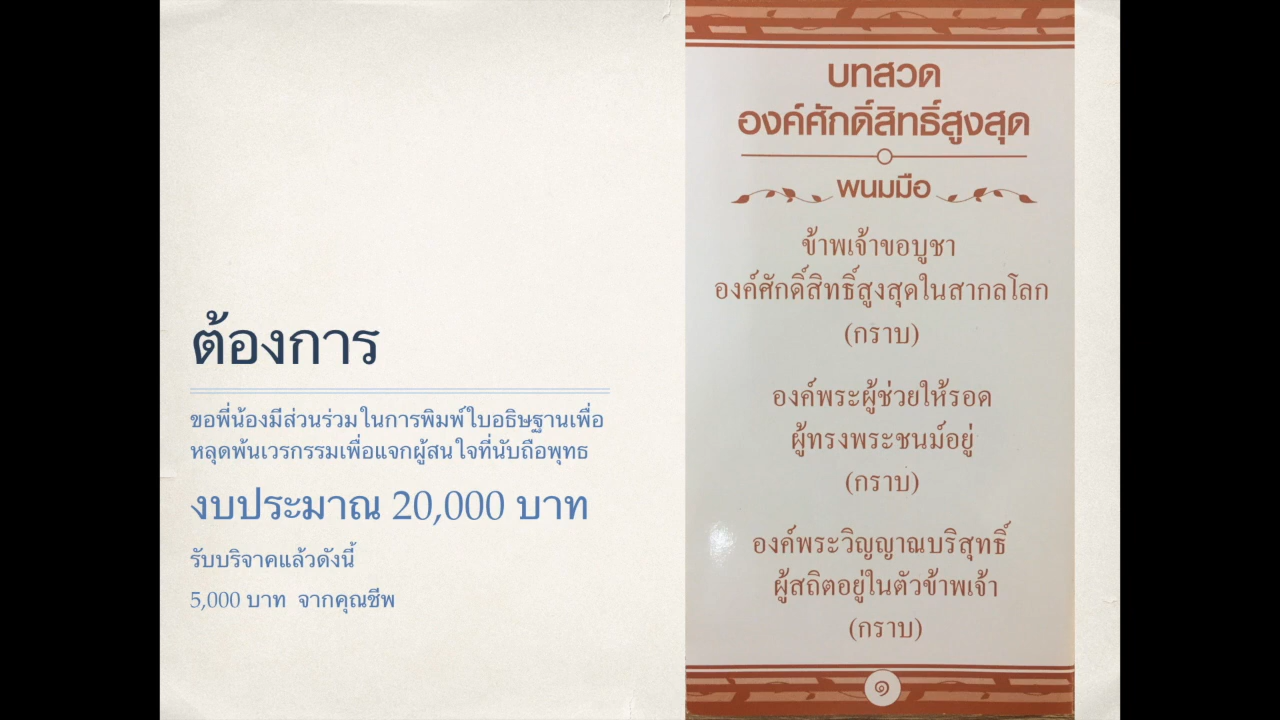 ต้องการ
ขอพี่น้องมีส่วนร่วมในการพิมพ์ใบอธิษฐานเพื่อ
หลุดพ้นเวรกรรมเพื่อแจกผู้สนใจที่นับถือพุทธ
งบประมาณ 20,000 บาท
รับบริจาคแล้วดังนี้
5,000 บาท จากคุณชีพ
บทสวด
องค์ศักดิ์สิทธิ์สูงสุด
พนมมือ
ข้าพเจ้าขอบูชา
องค์ศักดิ์สิทธิ์สูงสุดในสากลโลก
(กราบ)
องค์พระผู้ช่วยให้รอด
ผู้ทรงพระชนม์อยู่
(กราบ)
องค์พระวิญญาณบริสุทธิ์
ผู้สถิตอยู่ในตัวข้าพเจ้า
(กราบ)
๑